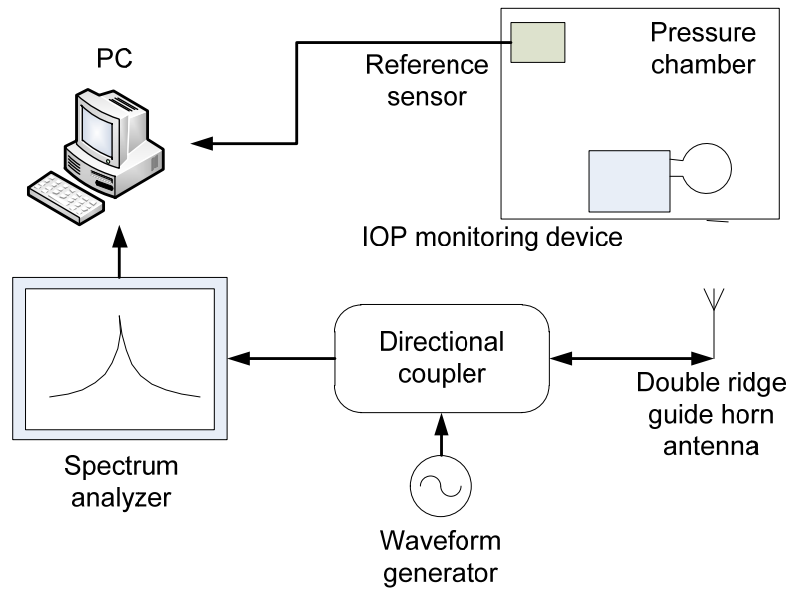 PC
Reference
sensor
Pressure
chamber
IOP monitoring device
Directional
coupler
Double ridge
guide horn
antenna
Spectrum
analyzer
Waveform
generator